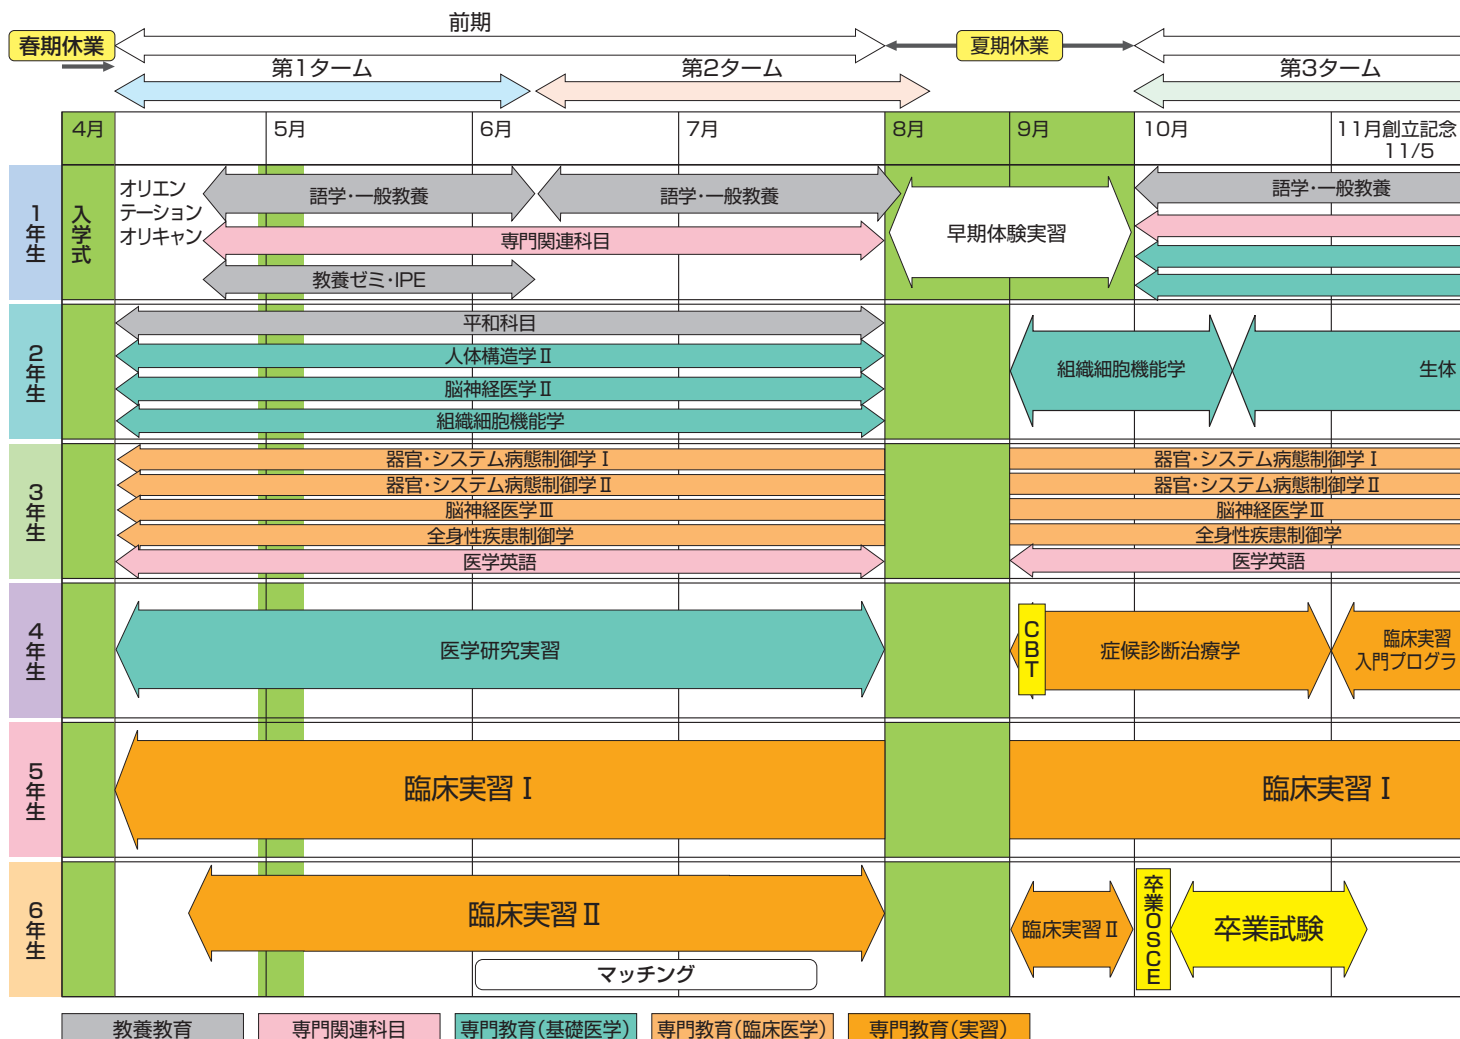 前期
春期休業
夏期休業
第1ターム
第2ターム
第3ターム
4月
5月
6月
7月
8月
9月
10月
11月創立記念
11/5
1年生
入学式
オリエン
テーション
オリキャン
語学・一般教養
語学・一般教養
専門関連科目
教養ゼミ・IPE
早期体験実習
語学・一般教養
2年生
平和科目
人体構造学Ⅱ
脳神経医学Ⅱ
組織細胞機能学
組織細胞機能学
生体
3年生
器官・システム病態制御学Ⅰ
器官・システム病態制御学Ⅱ
脳神経医学Ⅲ
全身性疾患制御学
医学英語
器官・システム病態制御学Ⅰ
器官・システム病態制御学Ⅱ
脳神経医学Ⅲ
全身性疾患制御学
医学英語
4年生
医学研究実習
CBT
症候診断治療学
臨床実習
入門プログラ
5年生
臨床実習Ⅰ
臨床実習Ⅰ
6年生
臨床実習Ⅱ
マッチング
臨床実習Ⅱ
卒業OSCE
卒業試験
教養教育
専門関連科目
専門教育(基礎医学)
専門教育(臨床医学)
専門教育(実習)